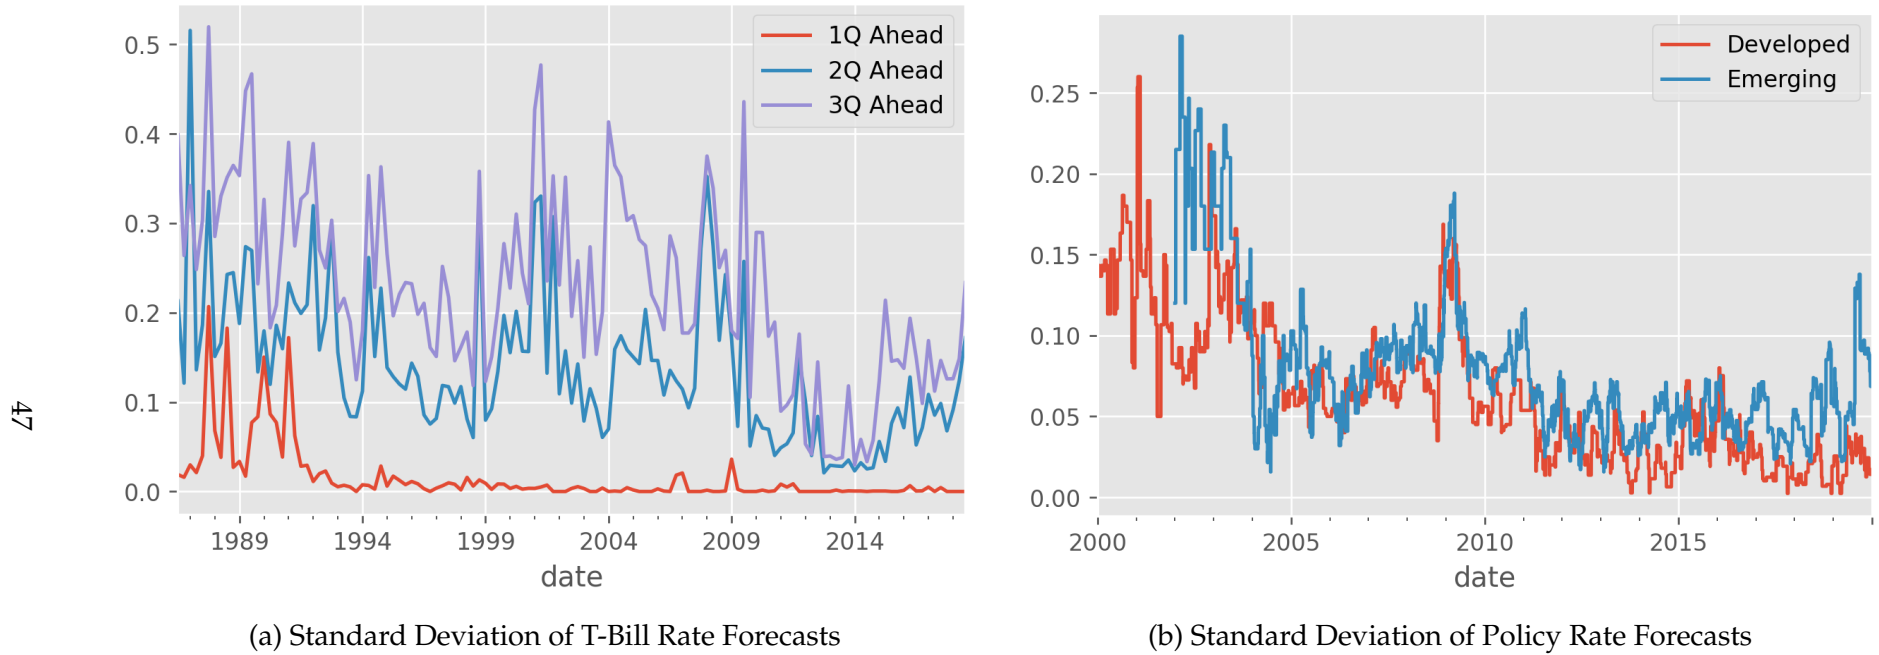 47
0.5
0.4
0.3
0.2
0.1
0.0
1Q Ahead
2Q Ahead
3Q Ahead
1989 1994 1999 2004 2009 2014
date
(a) Standard Deviation of T-Bill Rate Forecasts
0.25
0.20
0.15
0.10
0.05
0.00
Developed
Emerging
2000 2005 2010 2015
date
(b) Standard Deviation of Policy Rate Forecasts